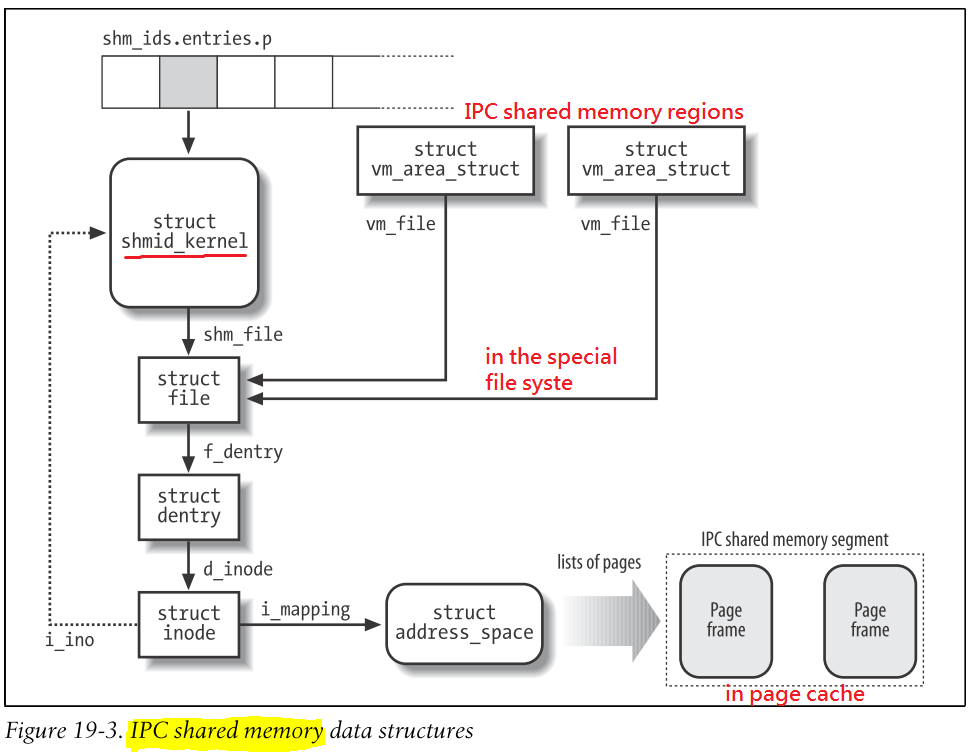 shm_ids.entries.p
IPC shared memory regions
struct
vm_area_struct
struct
vm_area_struct
vm_file
vm_file
struct
shmid_kernel
shm_file
in the special
file syste
struct
file
f_dentry
struct
dentry
d_inode
IPC shared memory segment
lists of pages
struct
inode
i_mapping
struct
address_space
Page
frame
Page
frame
i_ino
in page cache
Figure 19-3. IPC shared memory data structures